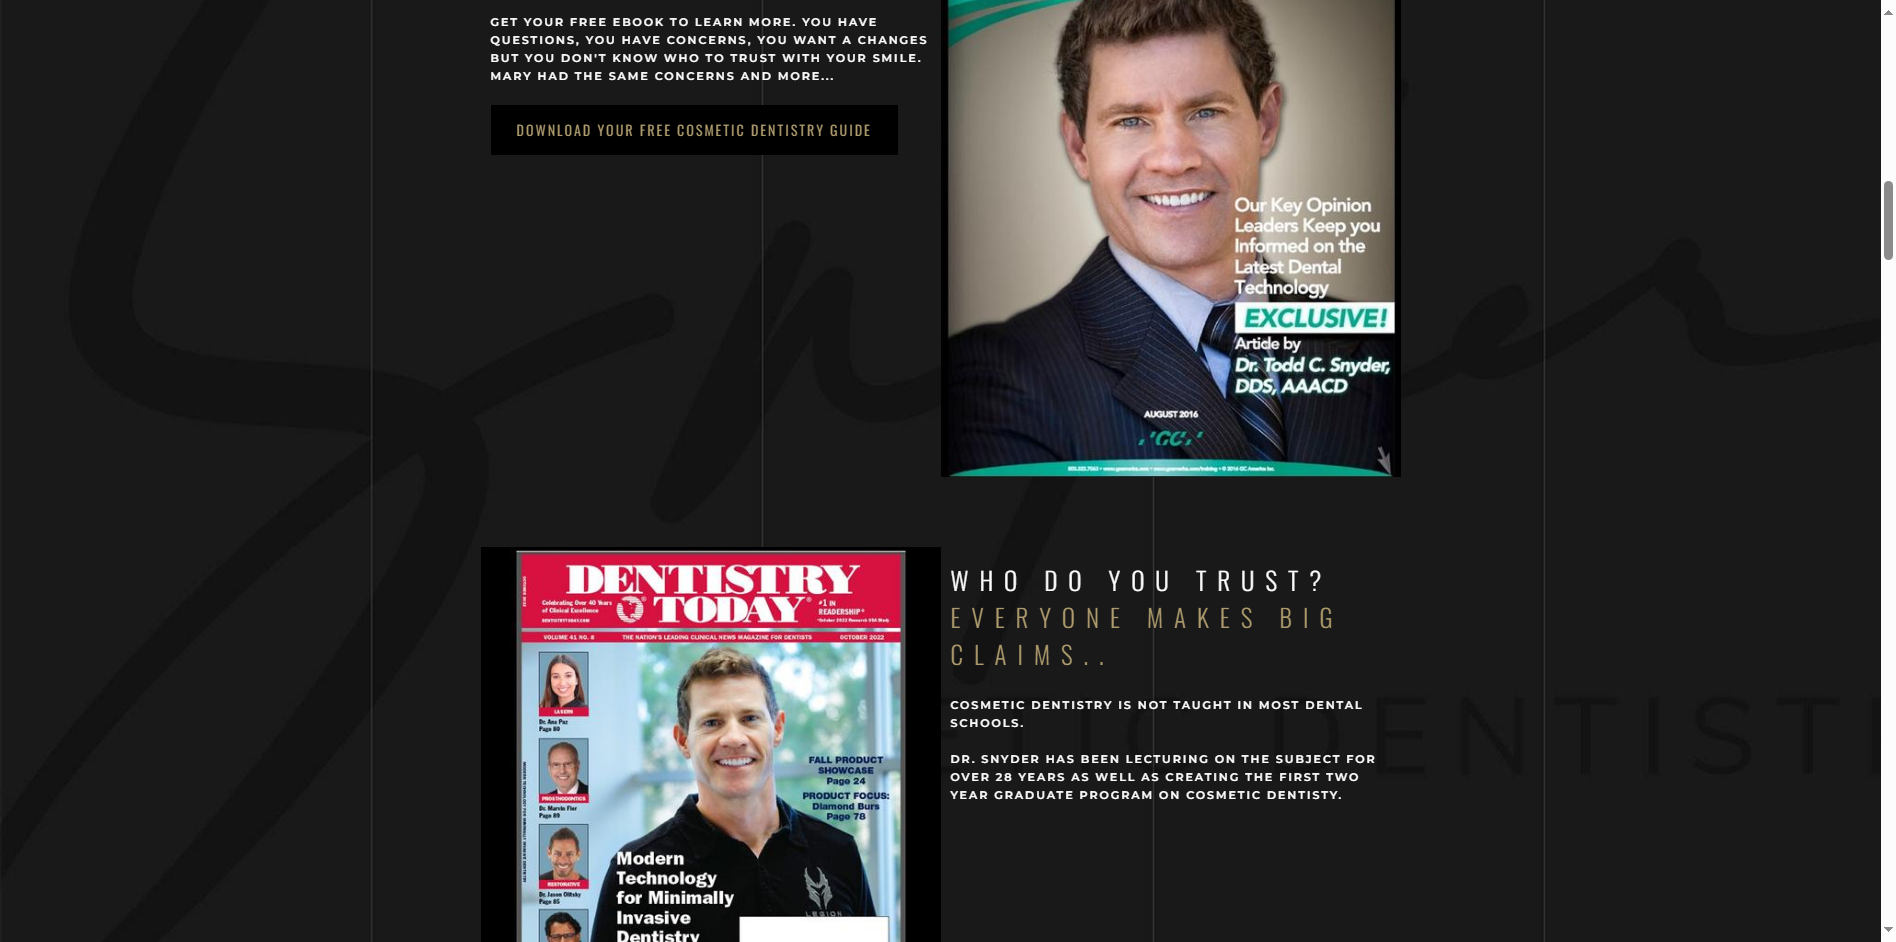 GET YOUR FREE EBOOK TO LEARN MORE. YOU HAVE
QUESTIONS, YOU HAVE CONCERNS, YOU WANT A CHANGES
BUT YOU DON'T KNOW WHO TO TRUST WITH YOUR SMILE.
MARY HAD THE SAME CONCERNS AND MORE...
DOWNLOAD YOUR FREE COSMETIC DENTISTRY GUIDE
Our Key Opinion
Leaders Keep you
Informed on the
Latest Dental
Technology
EXCLUSIVE!
Article by
Dr. Todd C. Snyder,
DDS, AAACD
AUGUST 2016
GC
DENTISTRY
TODAY
Celebrating Over 40 Years
of Clinical Excellence
DENTISTRYTODAY.COM
#1 IN
READERSHIP*
VOLUME 41 NO. 8 THE NATION'S LEADING CLINICAL NEWS MAGAZINE FOR DENTISTS OCTOBER 2022
LASERS
Dr. Ana Paz
Page 80
PROSTHODONTICS
Dr. Marvin Fier
Page 89
RESTORATIVE
Dr. Jason Olitsky
Page 85
FALL PRODUCT
SHOWCASE
Page 24
PRODUCT FOCUS:
Diamond Burs
Page 78
Modern
Technology
for Minimally
Invasive
Dentistry
LEGION
WHO DO YOU TRUST?
EVERYONE MAKES BIG
CLAIMS..
COSMETIC DENTISTRY IS NOT TAUGHT IN MOST DENTAL
SCHOOLS.
DR. SNYDER HAS BEEN LECTURING ON THE SUBJECT FOR
OVER 28 YEARS AS WELL AS CREATING THE FIRST TWO
YEAR GRADUATE PROGRAM ON COSMETIC DENTISTY.